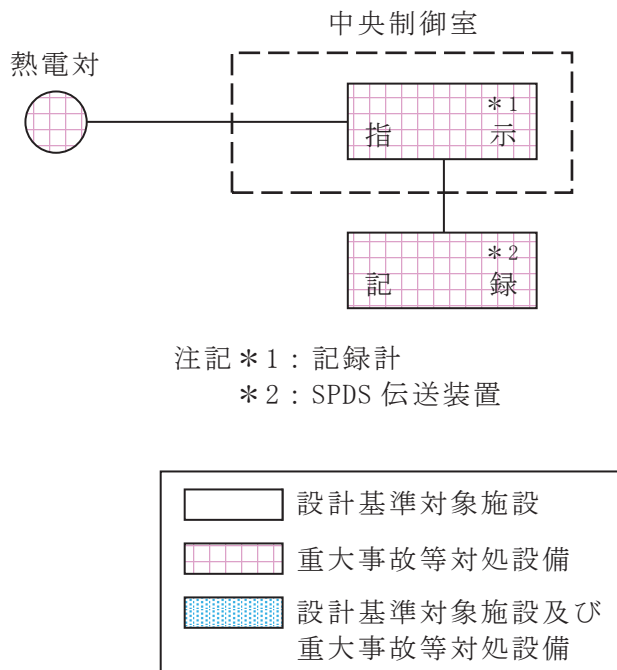 中央制御室
熱電対
＊1
指示
＊2
記録
注記＊1：記録計
＊2：SPDS 伝送装置
設計基準対象施設
重大事故等対処設備
設計基準対象施設及び
重大事故等対処設備